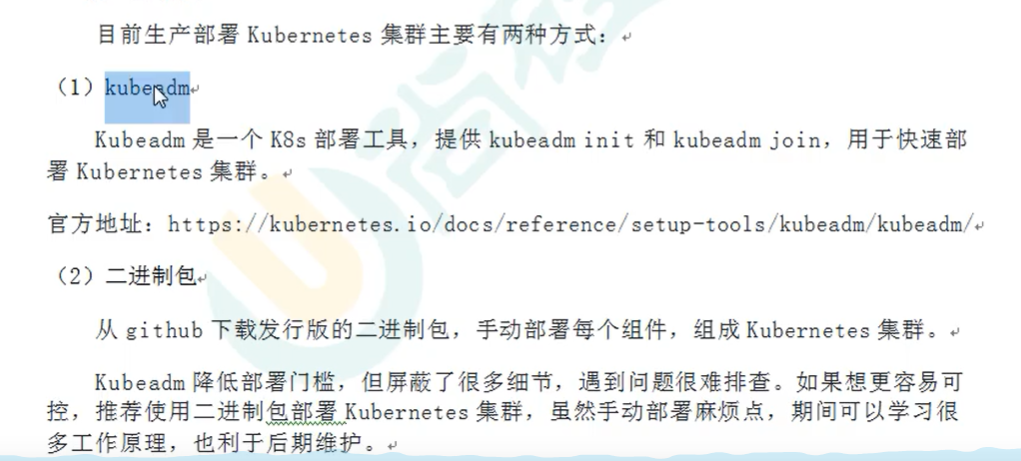 目前生产部署 Kubernetes 集群主要有两种方式：
（1）kubeadm
Kubeadm 是一个 K8s 部署工具，提供 kubeadm init 和 kubeadm join，用于快速部
署 Kubernetes 集群。
官方地址：https://kubernetes.io/docs/reference/setup-tools/kubeadm/kubeadm/
（2）二进制包
从 github 下载发行版的二进制包，手动部署每个组件，组成 Kubernetes 集群。
Kubeadm 降低部署门槛，但屏蔽了很多细节，遇到问题很难排查。如果想更容易可
控，推荐使用二进制包部署 Kubernetes 集群，虽然手动部署麻烦点，期间可以学习很
多工作原理，也利于后期维护。